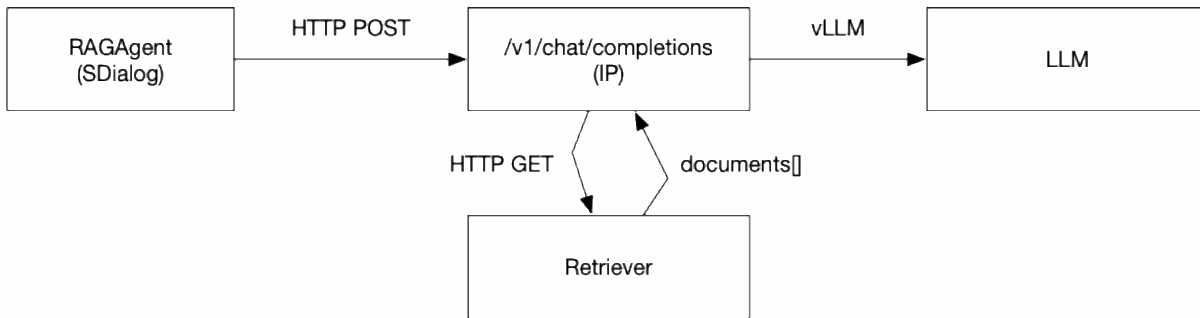 RAGAgent
(SDialog)
HTTP POST
/v1/chat/completions
(IP)
vLLM
LLM
HTTP GET
documents[]
Retriever